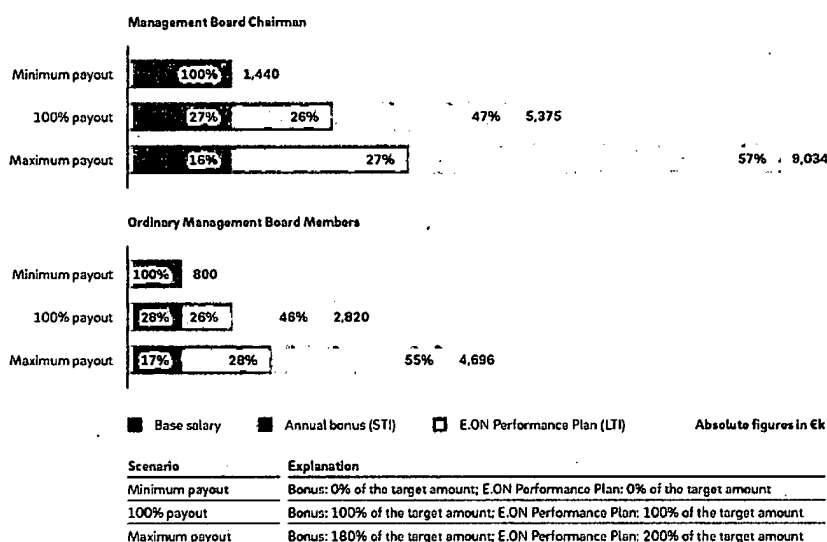 Management Board Chairman
Minimum payout 100% 1,440
100% payout 27% 26% 47% 5,375
Maximum payout 16% 27% 57% 9,034
Ordinary Management Board Members
Minimum payout 100% 800
100% payout 28% 26% 46% 2,820
Maximum payout 17% 28% 55% 4,696
Base salary Annual bonus (STI) E.ON Performance Plan (LTI) Absolute figures in €k
Scenario Explanation
Minimum payout Bonus: 0% of the target amount; E.ON Performance Plan: 0% of the target amount
100% payout Bonus: 100% of the target amount; E.ON Performance Plan: 100% of the target amount
Maximum payout Bonus: 180% of the target amount; E.ON Performance Plan: 200% of the target amount